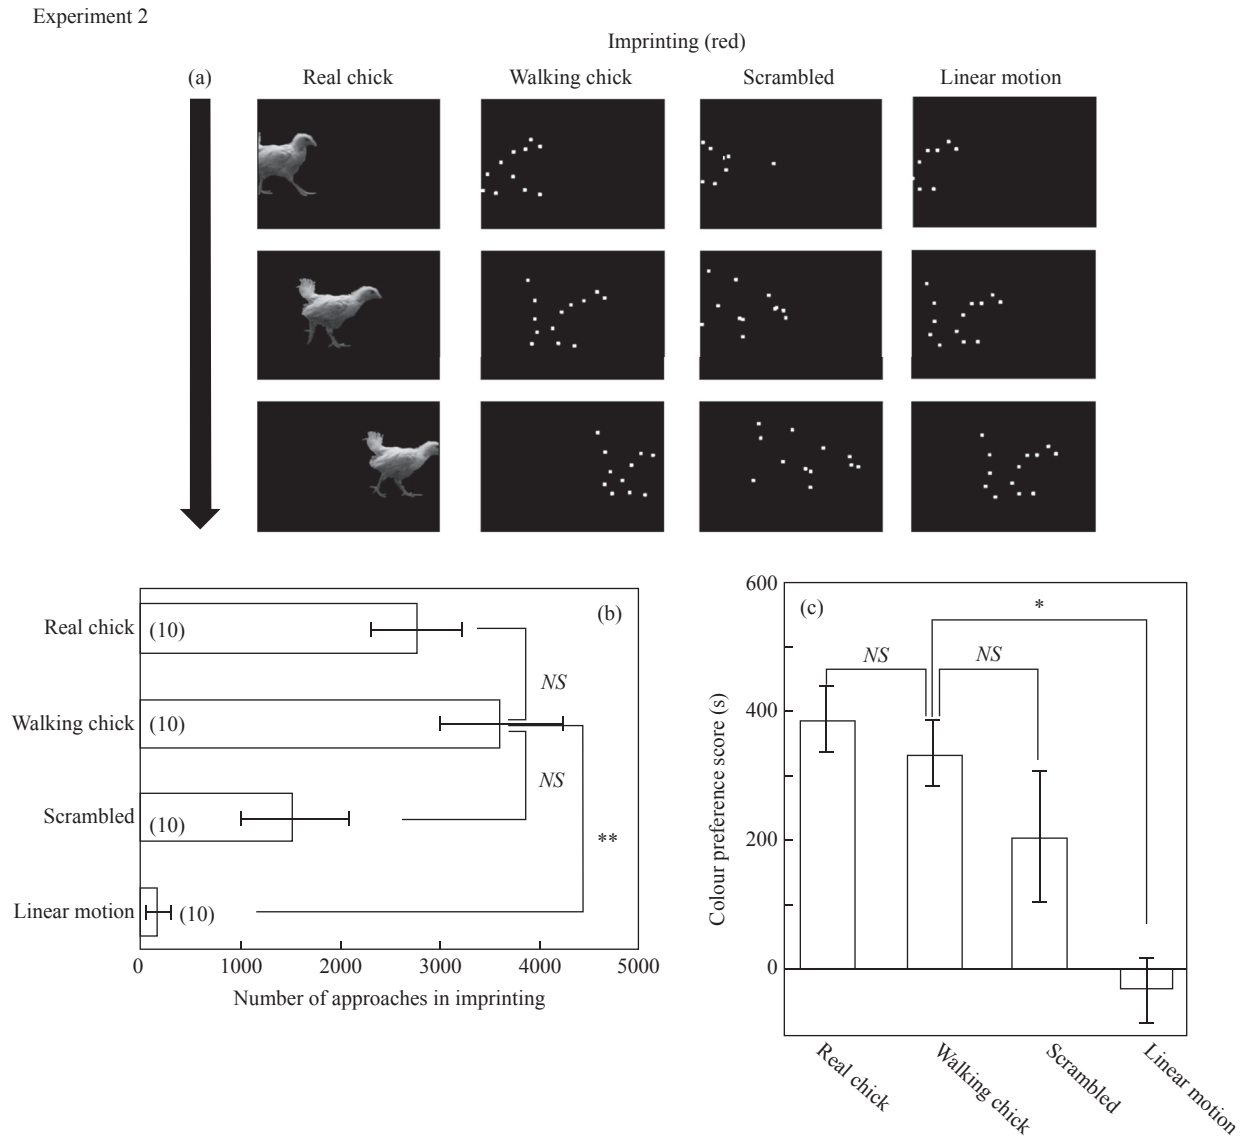 Experiment 2
Imprinting (red)
(a)
Real chick
Walking chick
Scrambled
Linear motion
(b)
Real chick
(10)
NS
Walking chick
(10)
NS
Scrambled
(10)
**
Linear motion
(10)
0 1000 2000 3000 4000 5000
Number of approaches in imprinting
(c)
600
400
200
0
Colour preference score (s)
*
NS
NS
Real chick
Walking chick
Scrambled
Linear motion